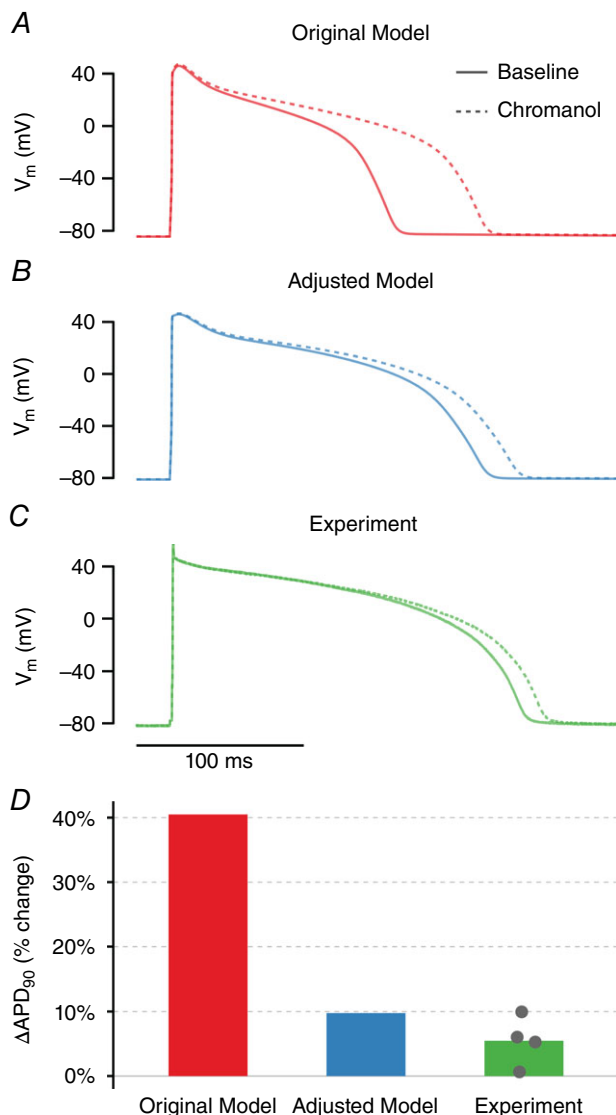 A
Original Model
40
0
−40
−80
Vm (mV)
Baseline
Chromanol
B
Adjusted Model
40
0
−40
−80
Vm (mV)
C
Experiment
40
0
−40
−80
Vm (mV)
100 ms
D
40%
30%
20%
10%
0%
ΔAPD90 (% change)
Original Model Adjusted Model Experiment